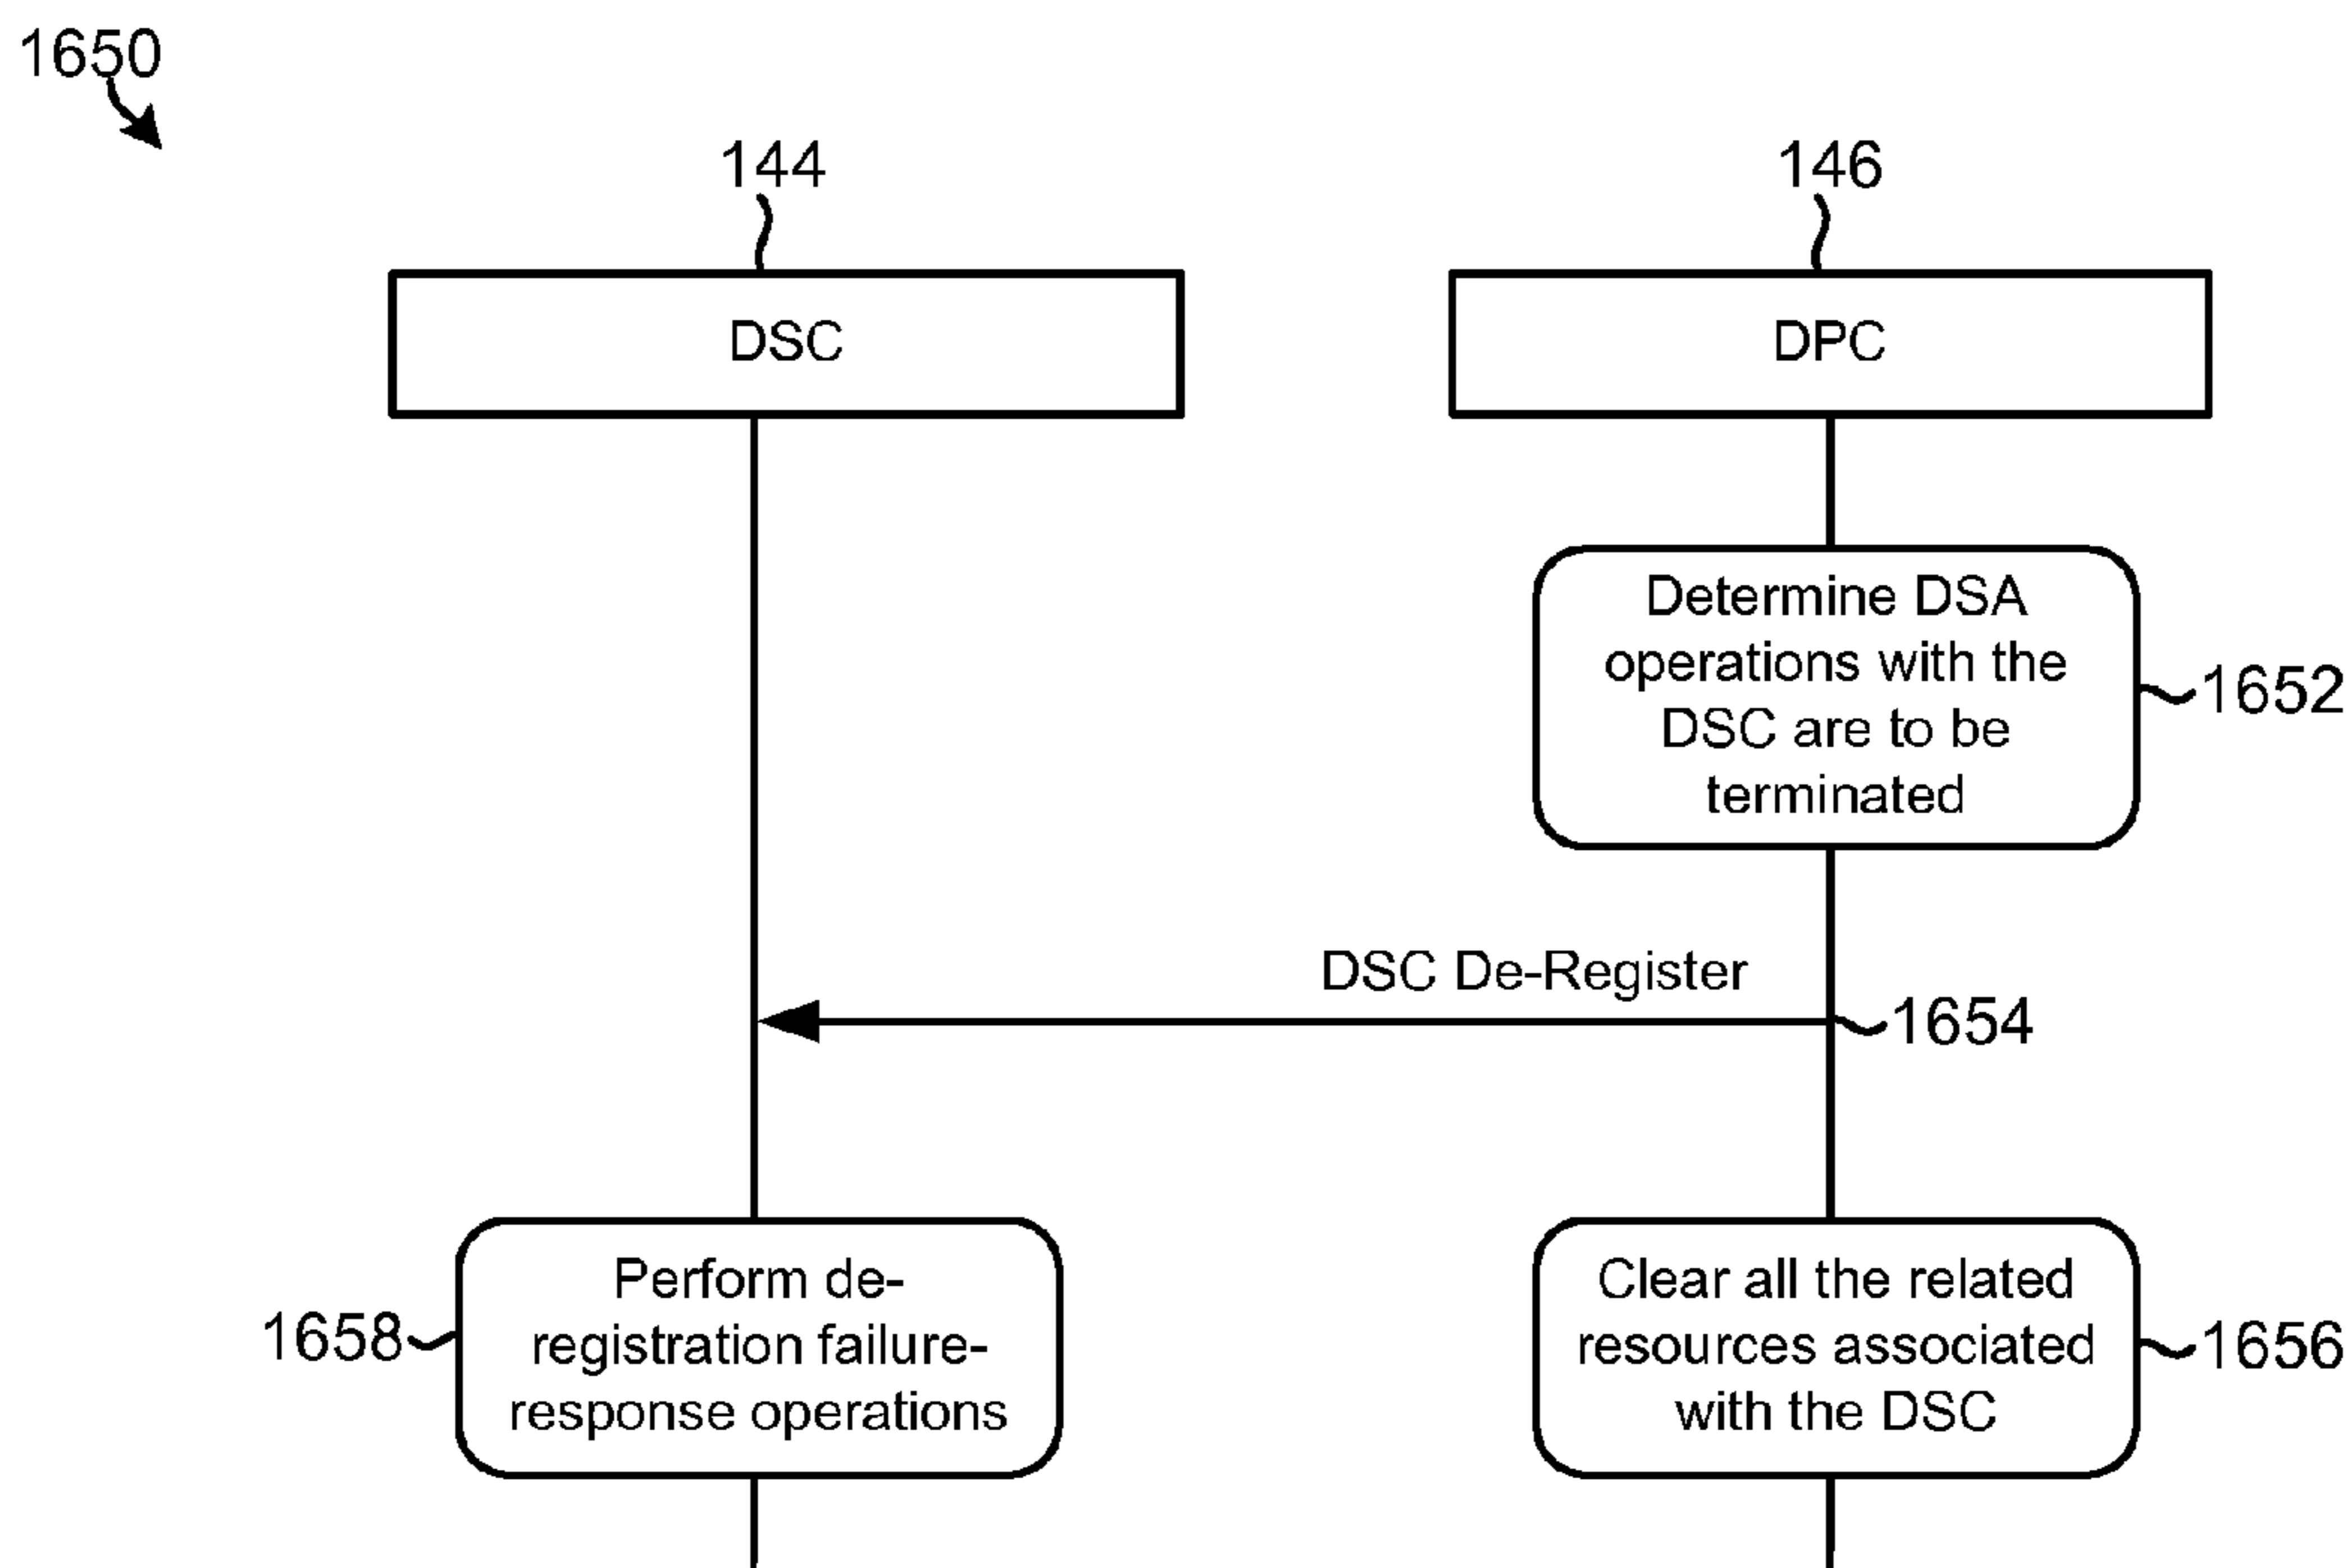 1650
144
146
DSC
DPC
Determine DSA
operations with the
DSC are to be
terminated
1652
DSC De-Register
1654
Perform de-
registration failure-
response operations
1658
Clear all the related
resources associated
with the DSC
1656